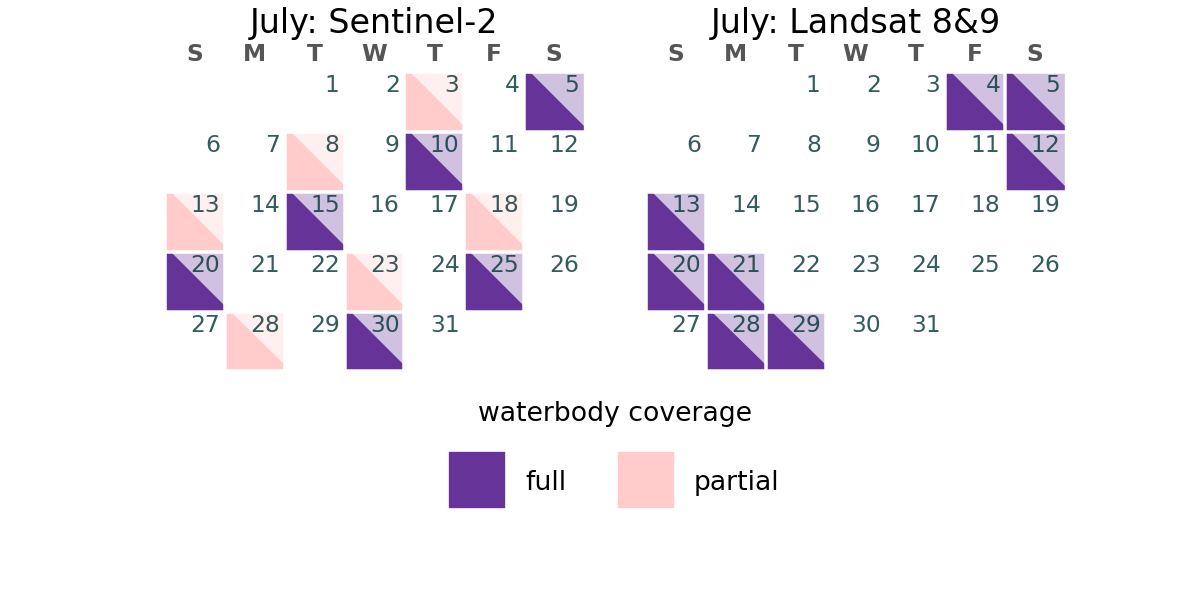 July: Sentinel-2
S M T W T F S
1 2 3 4 5
6 7 8 9 10 11 12
13 14 15 16 17 18 19
20 21 22 23 24 25 26
27 28 29 30 31
July: Landsat 8&9
S M T W T F S
1 2 3 4 5
6 7 8 9 10 11 12
13 14 15 16 17 18 19
20 21 22 23 24 25 26
27 28 29 30 31
waterbody coverage
full partial